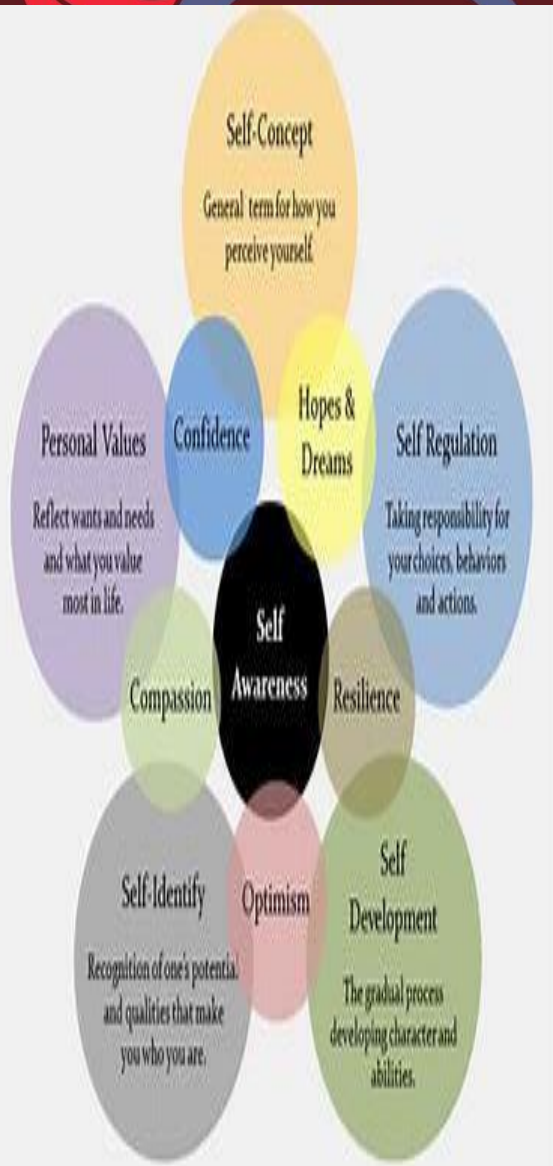 Self-Concept
General term for how you
perceive yourself.
Personal Values
Reflect wants and needs
and what you value
most in life.
Confidence
Hopes &
Dreams
Self Regulation
Taking responsibility for
your choices, behaviors
and actions.
Self
Awareness
Compassion
Resilience
Self-Identify
Recognition of one's potential
and qualities that make
you who you are.
Optimism
Self
Development
The gradual process
developing character and
abilities.